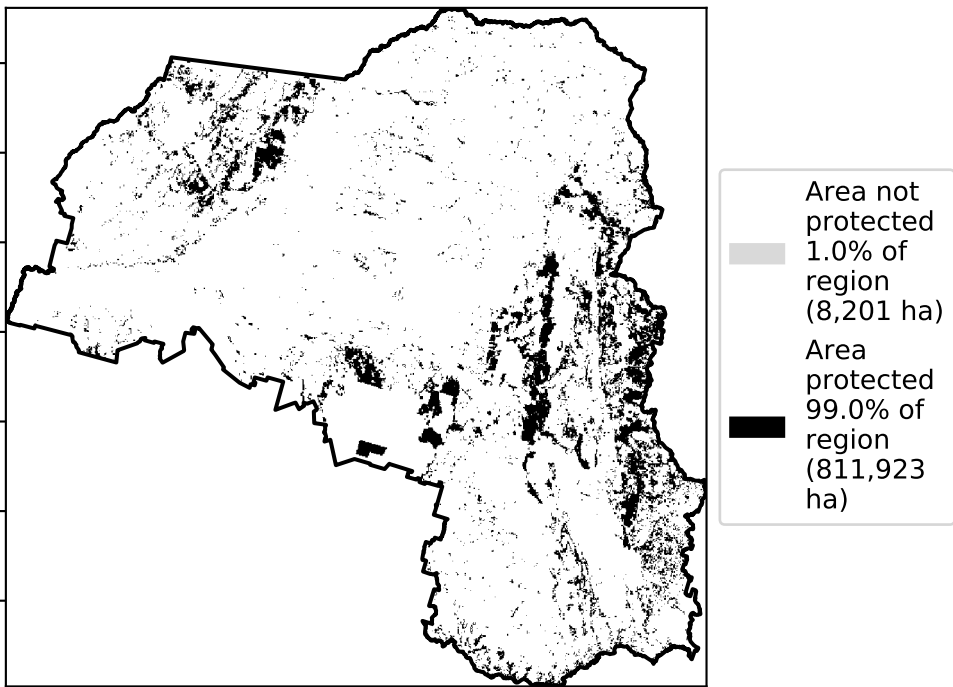 Area not
protected
1.0% of
region
(8,201 ha)
Area
protected
99.0% of
region
(811,923
ha)